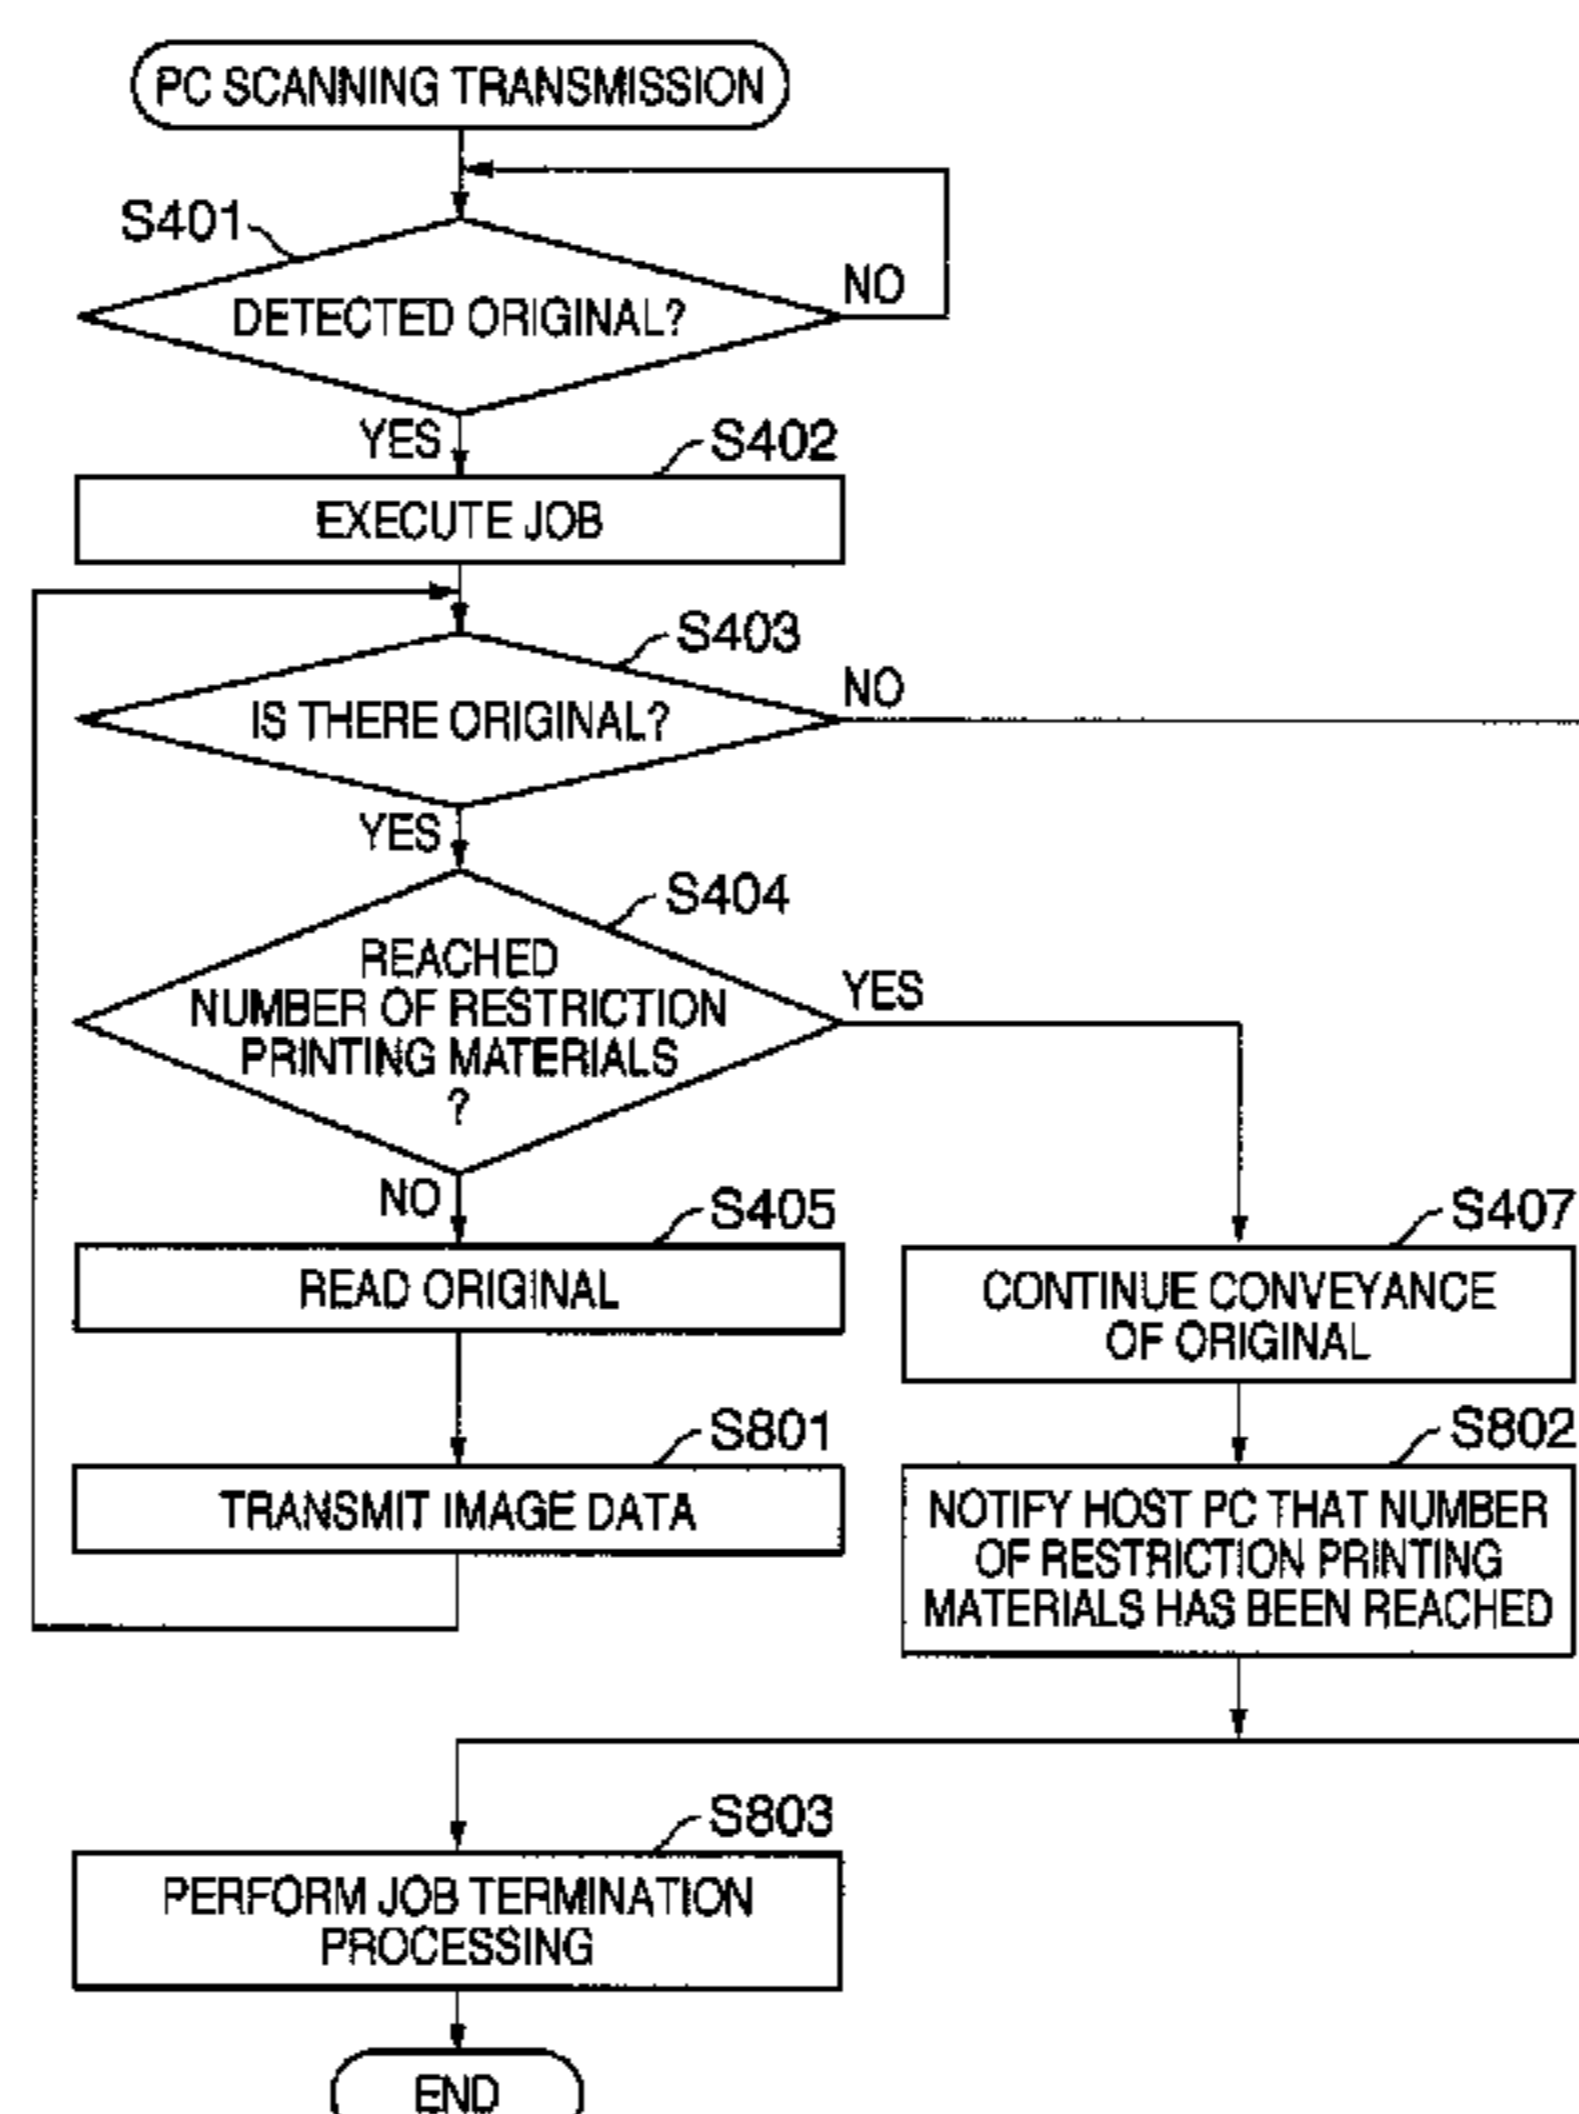 PC SCANNING TRANSMISSION
S401
DETECTED ORIGINAL?
NO
YES
S402
EXECUTE JOB
S403
IS THERE ORIGINAL?
NO
YES
S404
REACHED
NUMBER OF RESTRICTION
PRINTING MATERIALS
?
YES
NO
S405
READ ORIGINAL
S407
CONTINUE CONVEYANCE
OF ORIGINAL
S801
TRANSMIT IMAGE DATA
S802
NOTIFY HOST PC THAT NUMBER
OF RESTRICTION PRINTING
MATERIALS HAS BEEN REACHED
S803
PERFORM JOB TERMINATION
PROCESSING
END